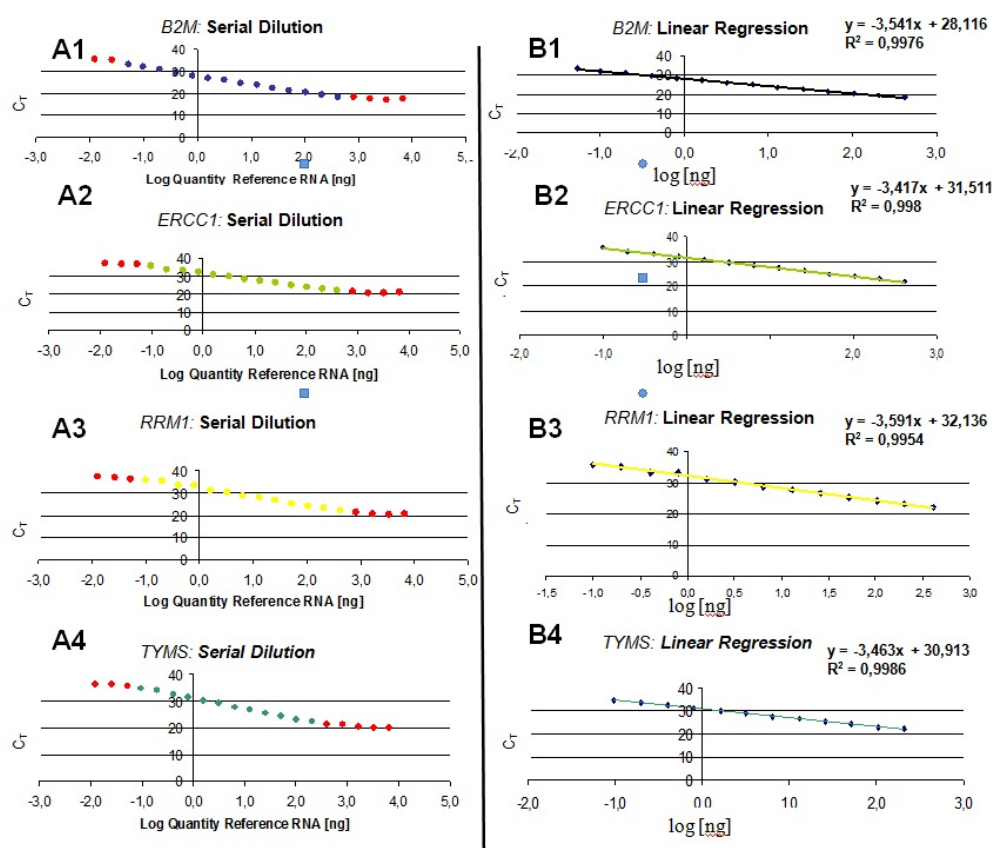 A1
B2M: Serial Dilution
40
30
20
10
0
CT
-3,0 -2,0 -1,0 0,0 1,0 2,0 3,0 4,0 5,-
Log Quantity Reference RNA [ng]
B1
B2M: Linear Regression
y = -3,541x + 28,116
R² = 0,9976
40
30
20
10
0
CT
-2,0 -1,0 0,0 1,0 2,0 3,0
log [ng]
A2
ERCC1: Serial Dilution
40
30
20
10
0
CT
-3,0 -2,0 -1,0 0,0 1,0 2,0 3,0 4,0 5,0
Log Quantity Reference RNA [ng]
B2
ERCC1: Linear Regression
y = -3,417x + 31,511
R² = 0,998
40
30
20
10
0
CT
-2,0 -1,0 0,0 1,0 2,0 3,0
log [ng]
A3
RRM1: Serial Dilution
40
30
20
10
0
CT
-3,0 -2,0 -1,0 0,0 1,0 2,0 3,0 4,0 5,0
Log Quantity Reference RNA [ng]
B3
RRM1: Linear Regression
y = -3,591x + 32,136
R² = 0,9954
40
30
20
10
0
CT
-1,5 -1,0 -0,5 0,0 0,5 1,0 1,5 2,0 2,5 3,0
log [ng]
A4
TYMS: Serial Dilution
40
30
20
10
0
CT
-3,0 -2,0 -1,0 0,0 1,0 2,0 3,0 4,0 5,0
Log Quantity Reference RNA [ng]
B4
TYMS: Linear Regression
y = -3,463x + 30,913
R² = 0,9986
40
30
20
10
0
CT
-2,0 -1,0 0 0 1 0 2,0 3,0
log [ng]